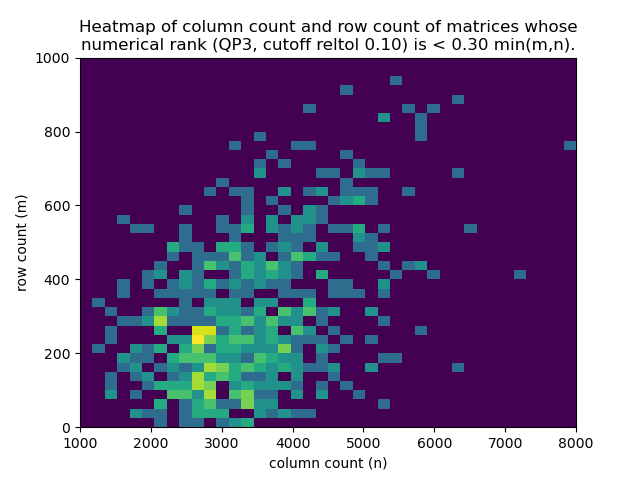 Heatmap of column count and row count of matrices whose
numerical rank (QP3, cutoff reltol 0.10) is < 0.30 min(m,n).
1000
800
600
400
200
0
row count (m)
1000 2000 3000 4000 5000 6000 7000 8000
column count (n)